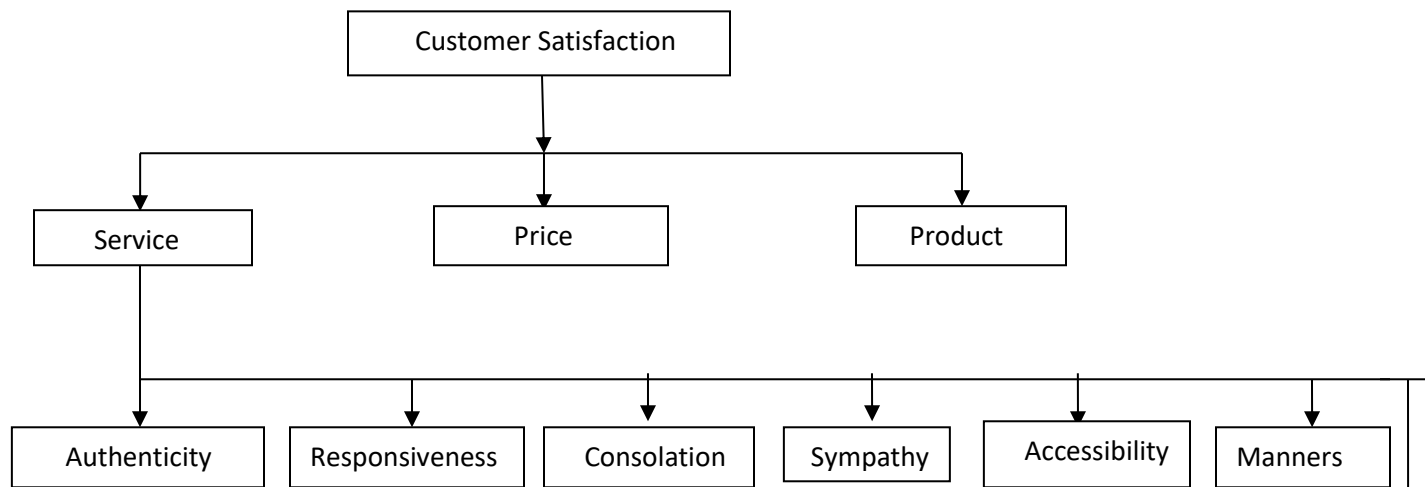 Customer Satisfaction
Service
Price
Product
Authenticity
Responsiveness
Consolation
Sympathy
Accessibility
Manners